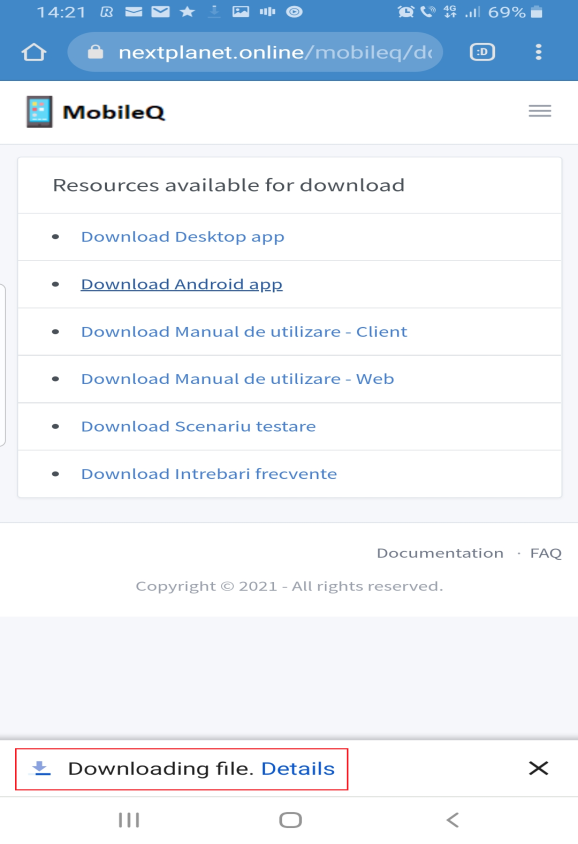 14:21 4G 69%
nextplanet.online/mobileq/do :D
MobileQ
Resources available for download
• Download Desktop app
• Download Android app
• Download Manual de utilizare - Client
• Download Manual de utilizare - Web
• Download Scenariu testare
• Download Intrebari frecvente
Documentation · FAQ
Copyright © 2021 - All rights reserved.
Downloading file. Details